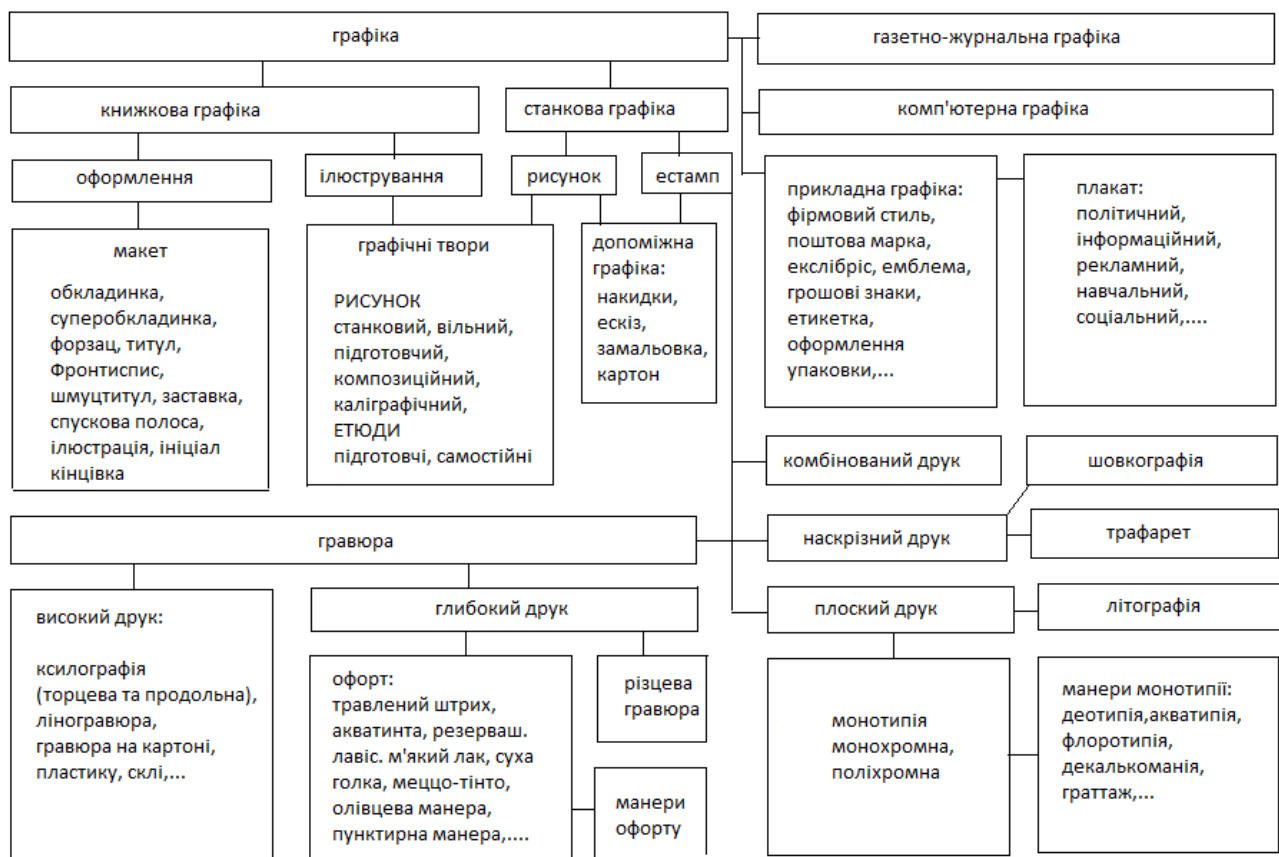 графіка
газетно-журнальна графіка
книжкова графіка
станкова графіка
комп'ютерна графіка
оформлення
ілюстрування
рисунок
естамп
прикладна графіка:
фірмовий стиль,
поштова марка,
екслібріс, емблема,
грошові знаки,
етикетка,
оформлення
упаковки,...
плакат:
політичний,
інформаційний,
рекламний,
навчальний,
соціальний,....
макет
обкладинка,
суперобкладинка,
форзац, титул,
Фронтиспис,
шмуцтитул, заставка,
спускова полоса,
ілюстрація, ініціал
кінцівка
графічні твори
РИСУНОК
станковий, вільний,
підготовчий,
композиційний,
каліграфічний,
ЕТЮДИ
підготовчі, самостійні
допоміжна
графіка:
накидки,
ескіз,
замальовка,
картон
комбінований друк
шовкографія
гравюра
наскрізний друк
трафарет
високий друк:
ксилографія
(торцева та продольна),
ліногравюра,
гравюра на картоні,
пластику, склі,...
глибокий друк
плоский друк
літографія
офорт:
травлений штрих,
акватинта, резерваш.
лавіс. м'який лак, суха
голка, меццо-тінто,
олівцева манера,
пунктирна манера,....
різцева
гравюра
манери
офорту
монотипія
монохромна,
поліхромна
манери монотипії:
деотипія,акватипія,
флоротипія,
декалькоманія,
граттаж,...